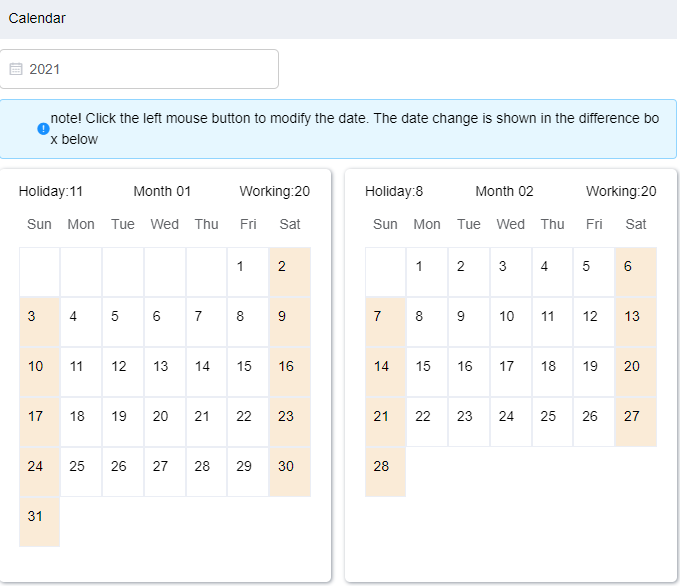 Calendar
2021
note! Click the left mouse button to modify the date. The date change is shown in the difference bo
x below
Holiday:11 Month 01 Working:20
Sun Mon Tue Wed Thu Fri Sat
1 2
3 4 5 6 7 8 9
10 11 12 13 14 15 16
17 18 19 20 21 22 23
24 25 26 27 28 29 30
31
Holiday:8 Month 02 Working:20
Sun Mon Tue Wed Thu Fri Sat
1 2 3 4 5 6
7 8 9 10 11 12 13
14 15 16 17 18 19 20
21 22 23 24 25 26 27
28